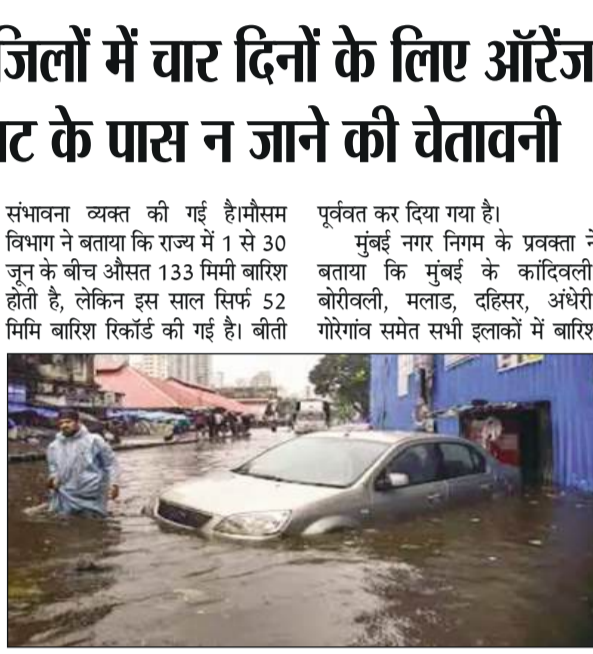 जिलों में चार दिनों के लिए ऑरेंज
के पास न जाने की चेतावनी
संभावना व्यक्त की गई है।मौसम
विभाग ने बताया कि राज्य में 1 से 30
जून के बीच औसत 133 मिमी बारिश
होती है, लेकिन इस साल सिर्फ 52
मिमि बारिश रिकॉर्ड की गई है। बीती
पूर्ववत कर दिया गया है।
मुंबई नगर निगम के प्रवक्ता ने
बताया कि मुंबई के कांदिवली
बोरीवली, मलाड, दहिसर, अंधेरी
गोरेगांव समेत सभी इलाकों में बारिश